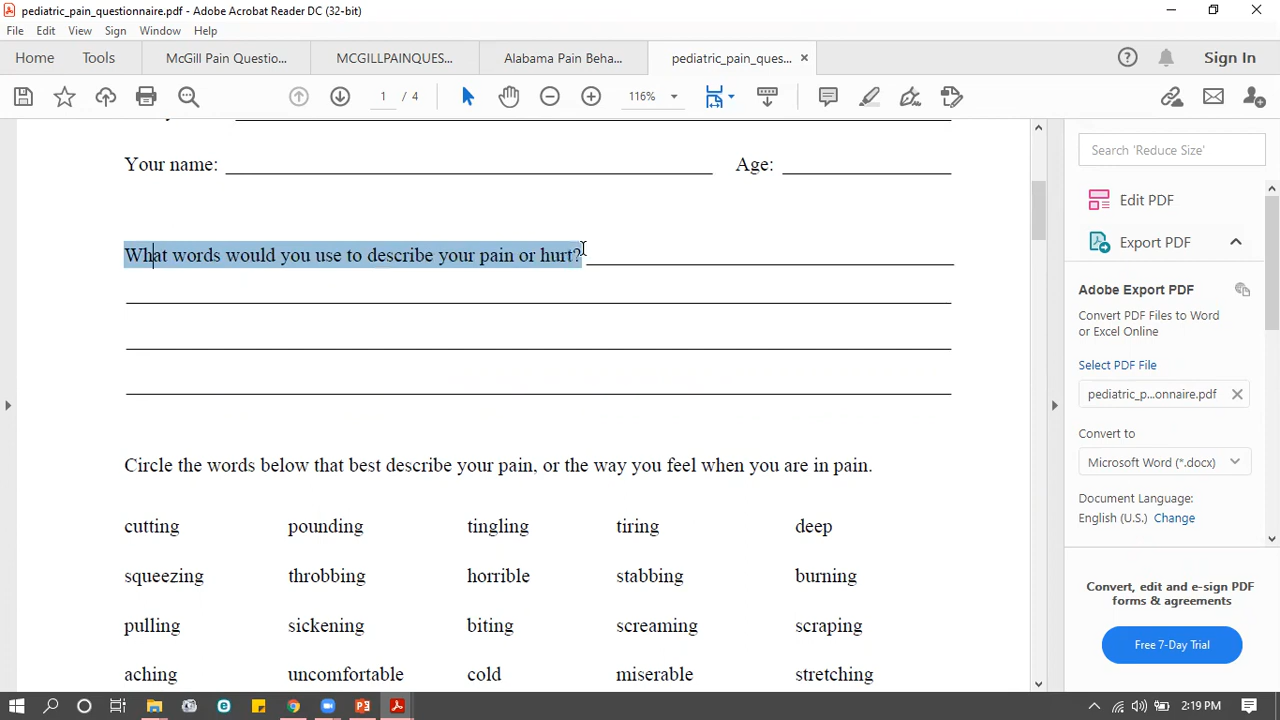 pediatric_pain_questionnaire.pdf - Adobe Acrobat Reader DC (32-bit)
File Edit View Sign Window Help
Home Tools McGill Pain Questio... MCGILLPAINQUES... Alabama Pain Beha... pediatric_pain_ques... Sign In
1 / 4 116%
Your name: Age:
What words would you use to describe your pain or hurt?
Circle the words below that best describe your pain, or the way you feel when you are in pain.
cutting pounding tingling tiring deep
squeezing throbbing horrible stabbing burning
pulling sickening biting screaming scraping
aching uncomfortable cold miserable stretching
Search 'Reduce Size'
Edit PDF
Export PDF
Adobe Export PDF
Convert PDF Files to Word
or Excel Online
Select PDF File
pediatric_p...onnaire.pdf
Convert to
Microsoft Word (*.docx)
Document Language:
English (U.S.) Change
Convert, edit and e-sign PDF
forms & agreements
Free 7-Day Trial
2:19 PM